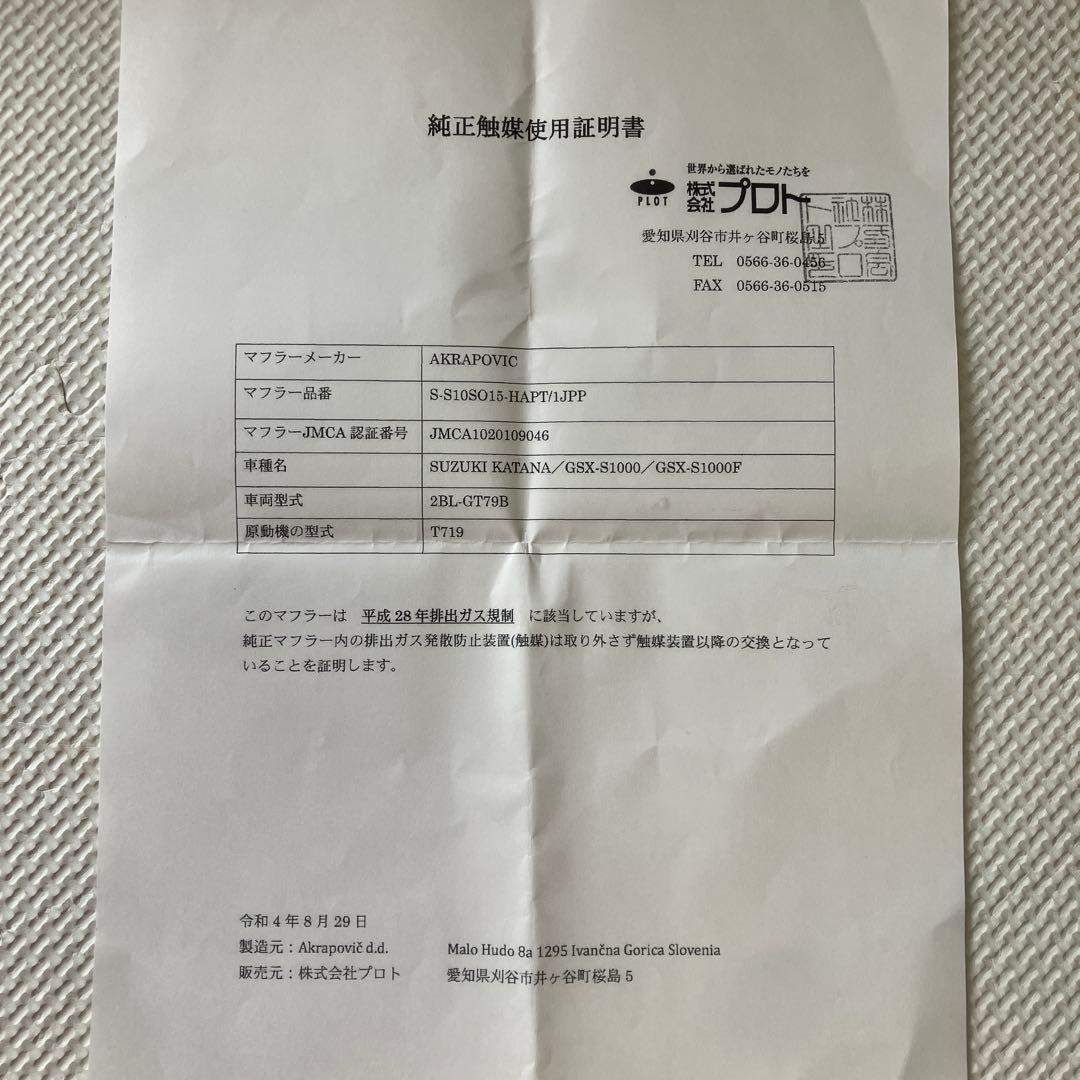 純正触媒使用証明書
世界から選ばれたモノたちを
PLOT 株式会社 プロト
愛知県刈谷市井ヶ谷町桜島5
TEL 0566-36-0456
FAX 0566-36-0515
マフラーメーカー AKRAPOVIC
マフラー品番 S-S10SO15-HAPT/1JPP
マフラーJMCA 認証番号 JMCA1020109046
車種名 SUZUKI KATANA／GSX-S1000／GSX-S1000F
車両型式 2BL-GT79B
原動機の型式 T719
このマフラーは 平成 28 年排出ガス規制 に該当していますが、
純正マフラー内の排出ガス発散防止装置(触媒)は取り外さず触媒装置以降の交換となって
いることを証明します。
令和 4 年 8 月 29 日
製造元：Akrapovič d.d. Malo Hudo 8a 1295 Ivančna Gorica Slovenia
販売元：株式会社プロト 愛知県刈谷市井ヶ谷町桜島 5